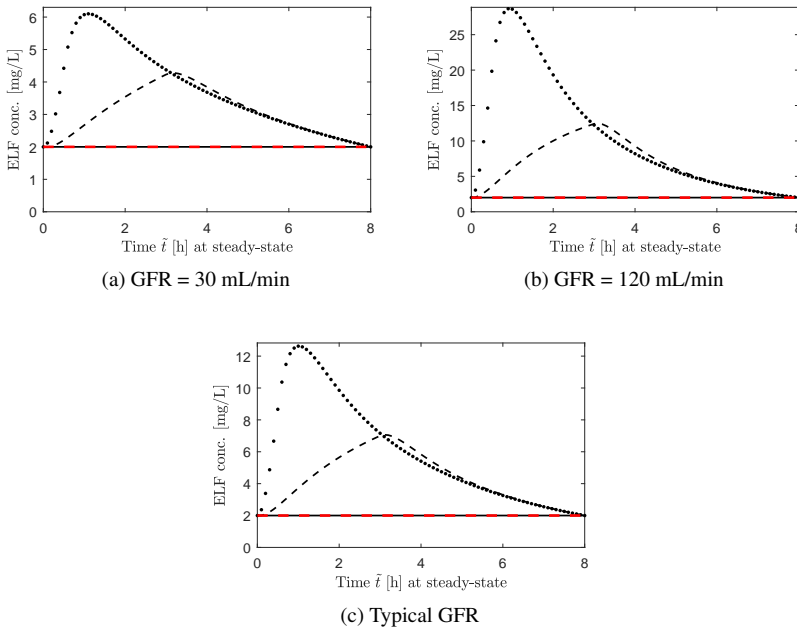 6
5
4
3
2
1
0
ELF conc. [mg/L]
0 2 4 6 8
Time t̃ [h] at steady-state
(a) GFR = 30 mL/min
25
20
15
10
5
0
ELF conc. [mg/L]
0 2 4 6 8
Time t̃ [h] at steady-state
(b) GFR = 120 mL/min
12
10
8
6
4
2
0
ELF conc. [mg/L]
0 2 4 6 8
Time t̃ [h] at steady-state
(c) Typical GFR